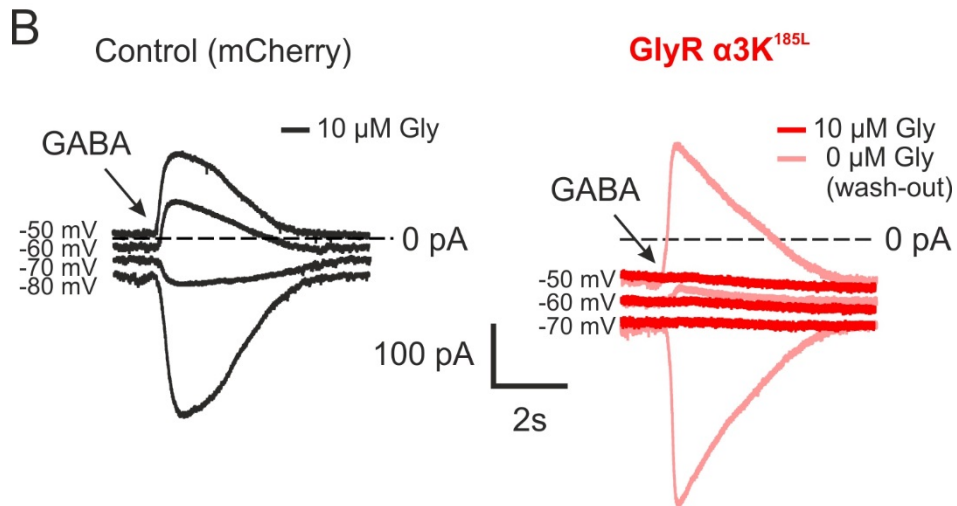 B
Control (mCherry)
GlyR α3K185L
10 µM Gly
10 µM Gly
0 µM Gly
(wash-out)
GABA
GABA
-50 mV
-60 mV
-70 mV
-80 mV
0 pA
0 pA
-50 mV
-60 mV
-70 mV
100 pA
2s